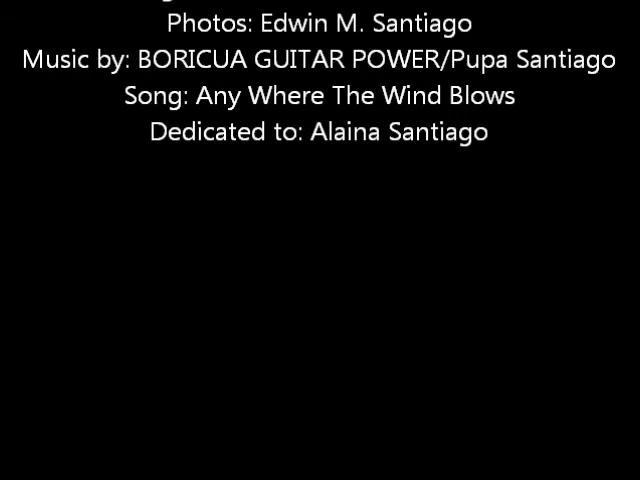 Photos: Edwin M. Santiago
Music by: BORICUA GUITAR POWER/Pupa Santiago
Song: Any Where The Wind Blows
Dedicated to: Alaina Santiago